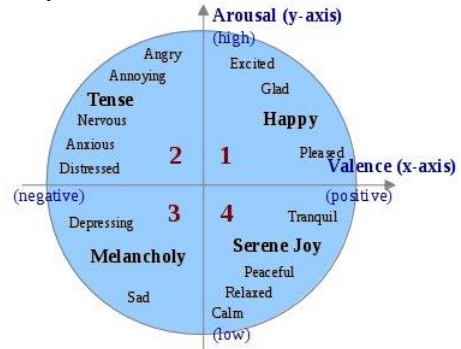 Arousal (y-axis)
(high)
Angry
Excited
Annoying
Glad
Tense
Happy
Nervous
Anxious
2
1
Pleased
Distressed
Valence (x-axis)
(negative)
(positive)
3
4
Depressing
Tranquil
Melancholy
Serene Joy
Peaceful
Sad
Relaxed
Calm
(low)